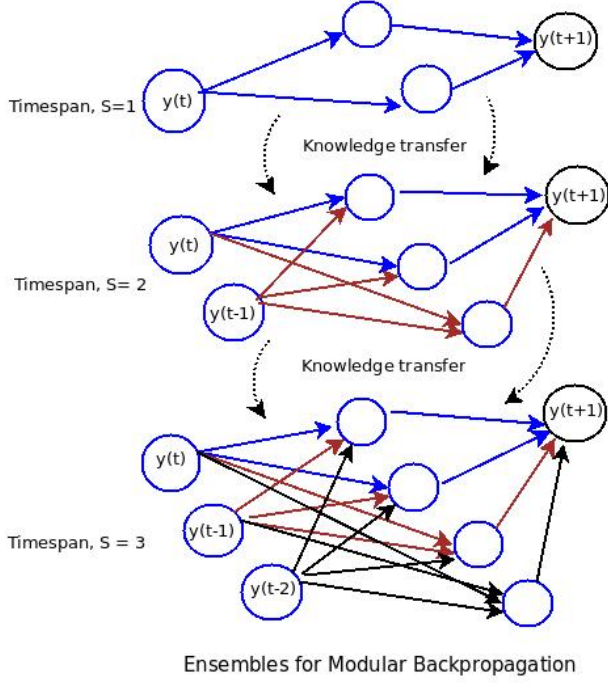 y(t+1)
y(t)
Timespan, S=1
Knowledge transfer
y(t+1)
y(t)
Timespan, S= 2
y(t-1)
Knowledge transfer
y(t+1)
y(t)
y(t-1)
Timespan, S = 3
y(t-2)
Ensembles for Modular Backpropagation